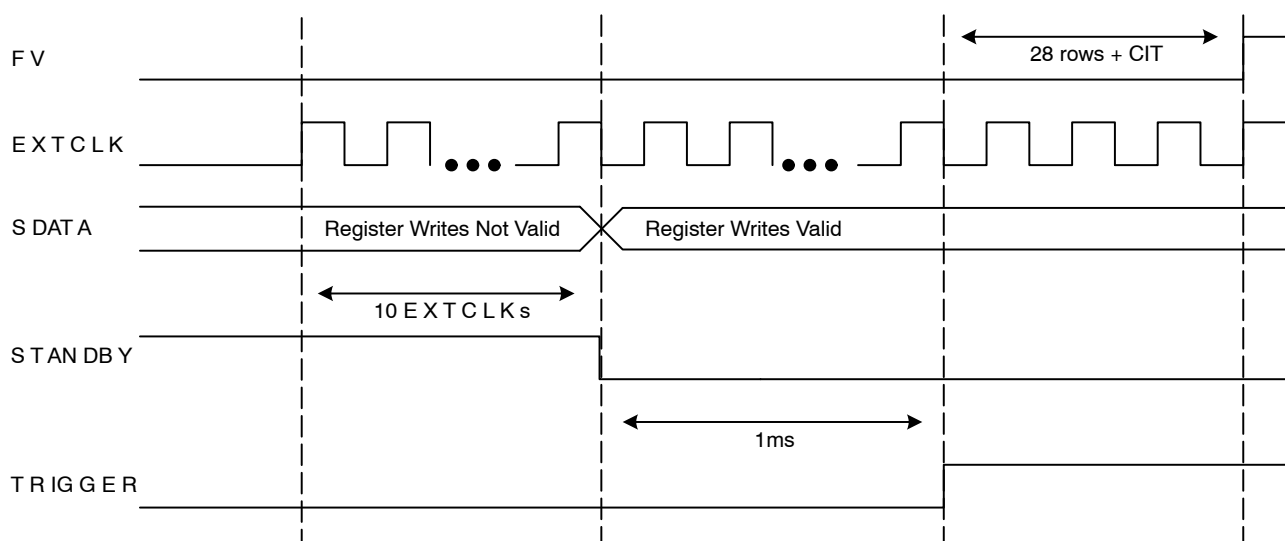 28 rows + CIT
F V
E X T C L K
S DAT A
Register Writes Not Valid
Register Writes Valid
10 E X T C L K s
S T AN DB Y
1ms
T R IG G E R